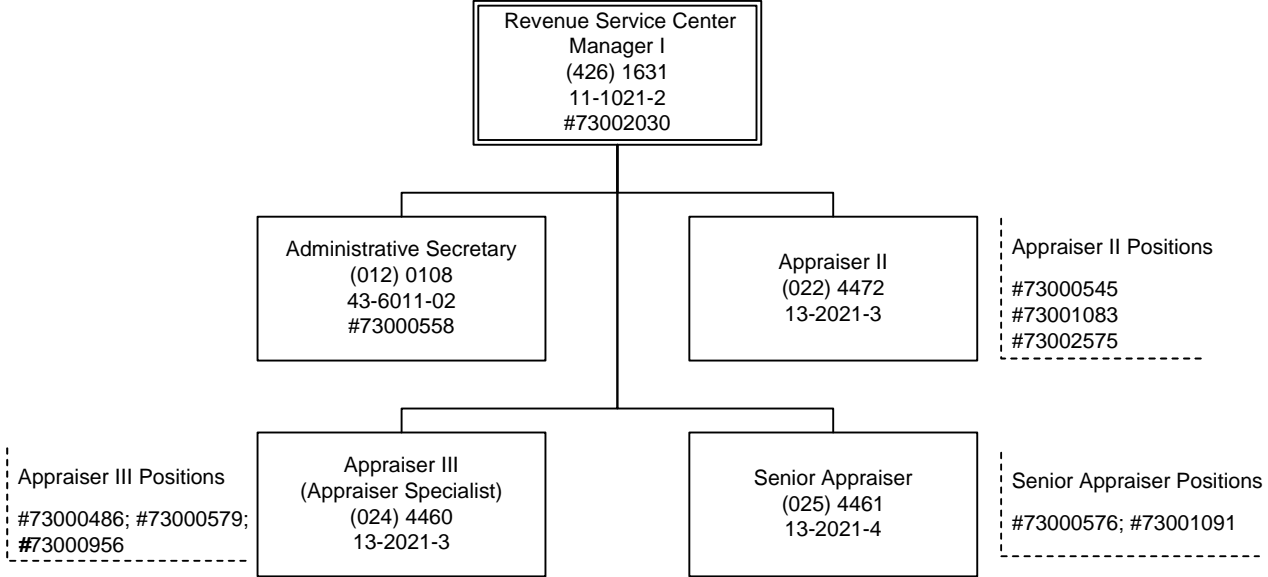 Revenue Service Center
Manager I
(426) 1631
11-1021-2
#73002030
Administrative Secretary
(012) 0108
43-6011-02
#73000558
Appraiser II
(022) 4472
13-2021-3
Appraiser II Positions
#73000545
#73001083
#73002575
Appraiser III Positions
#73000486; #73000579;
#73000956
Appraiser III
(Appraiser Specialist)
(024) 4460
13-2021-3
Senior Appraiser
(025) 4461
13-2021-4
Senior Appraiser Positions
#73000576; #73001091